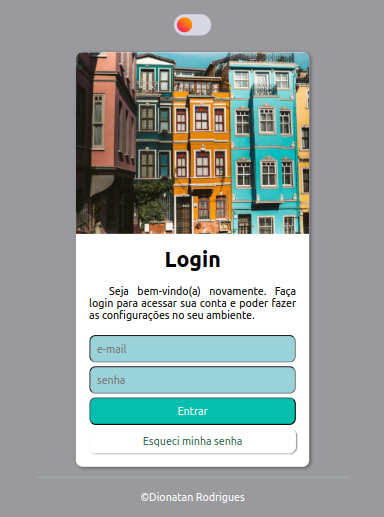 Login
Seja bem-vindo(a) novamente. Faça
login para acessar sua conta e poder fazer
as configurações no seu ambiente.
e-mail
senha
Entrar
Esqueci minha senha
©Dionatan Rodrigues